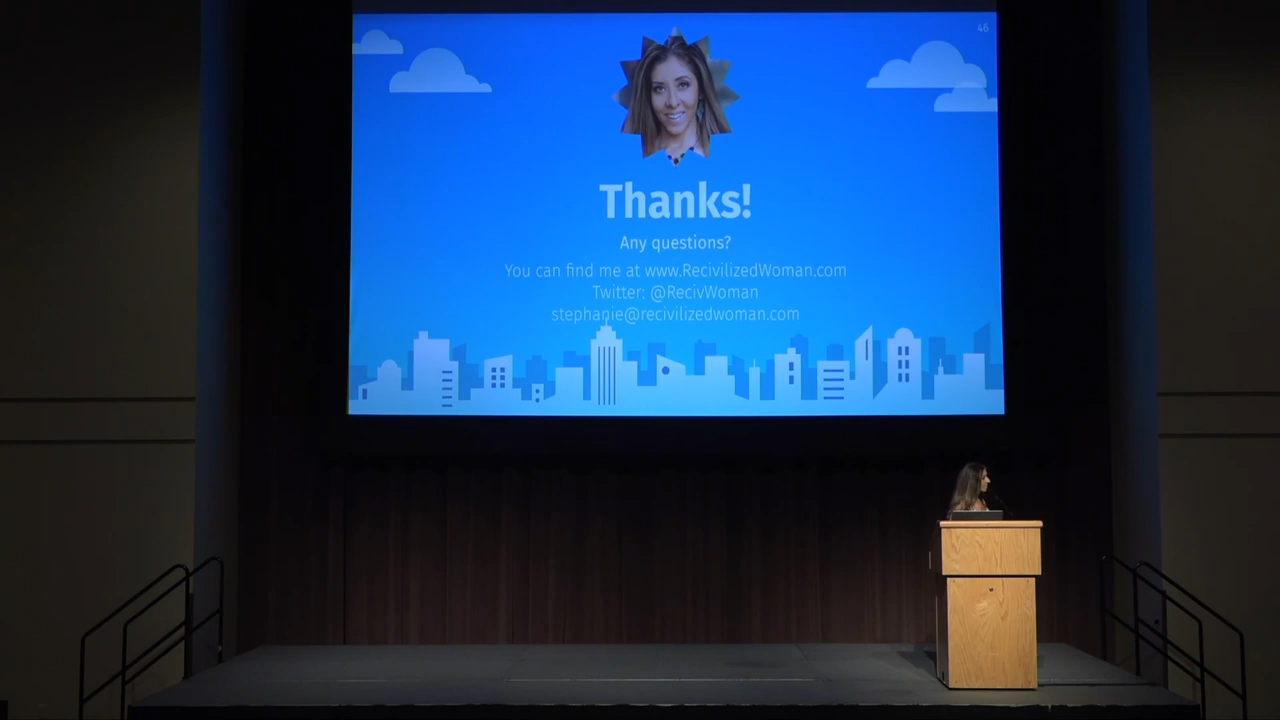 46
Thanks!
Any questions?
You can find me at www.RecivilizedWoman.com
Twitter: @RecivWoman
stephanie@recivilizedwoman.com